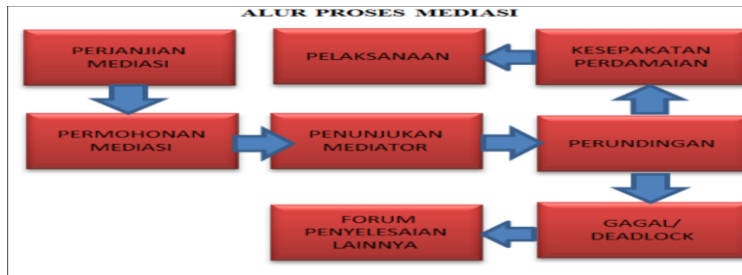 ALUR PROSES MEDIASI
PERJANJIAN
MEDIASI
PERMOHONAN
MEDIASI
PENUNJUKAN
MEDIATOR
PERUNDINGAN
KESEPAKATAN
PERDAMAIAN
PELAKSANAAN
GAGAL/
DEADLOCK
FORUM
PENYELESAIAN
LAINNYA